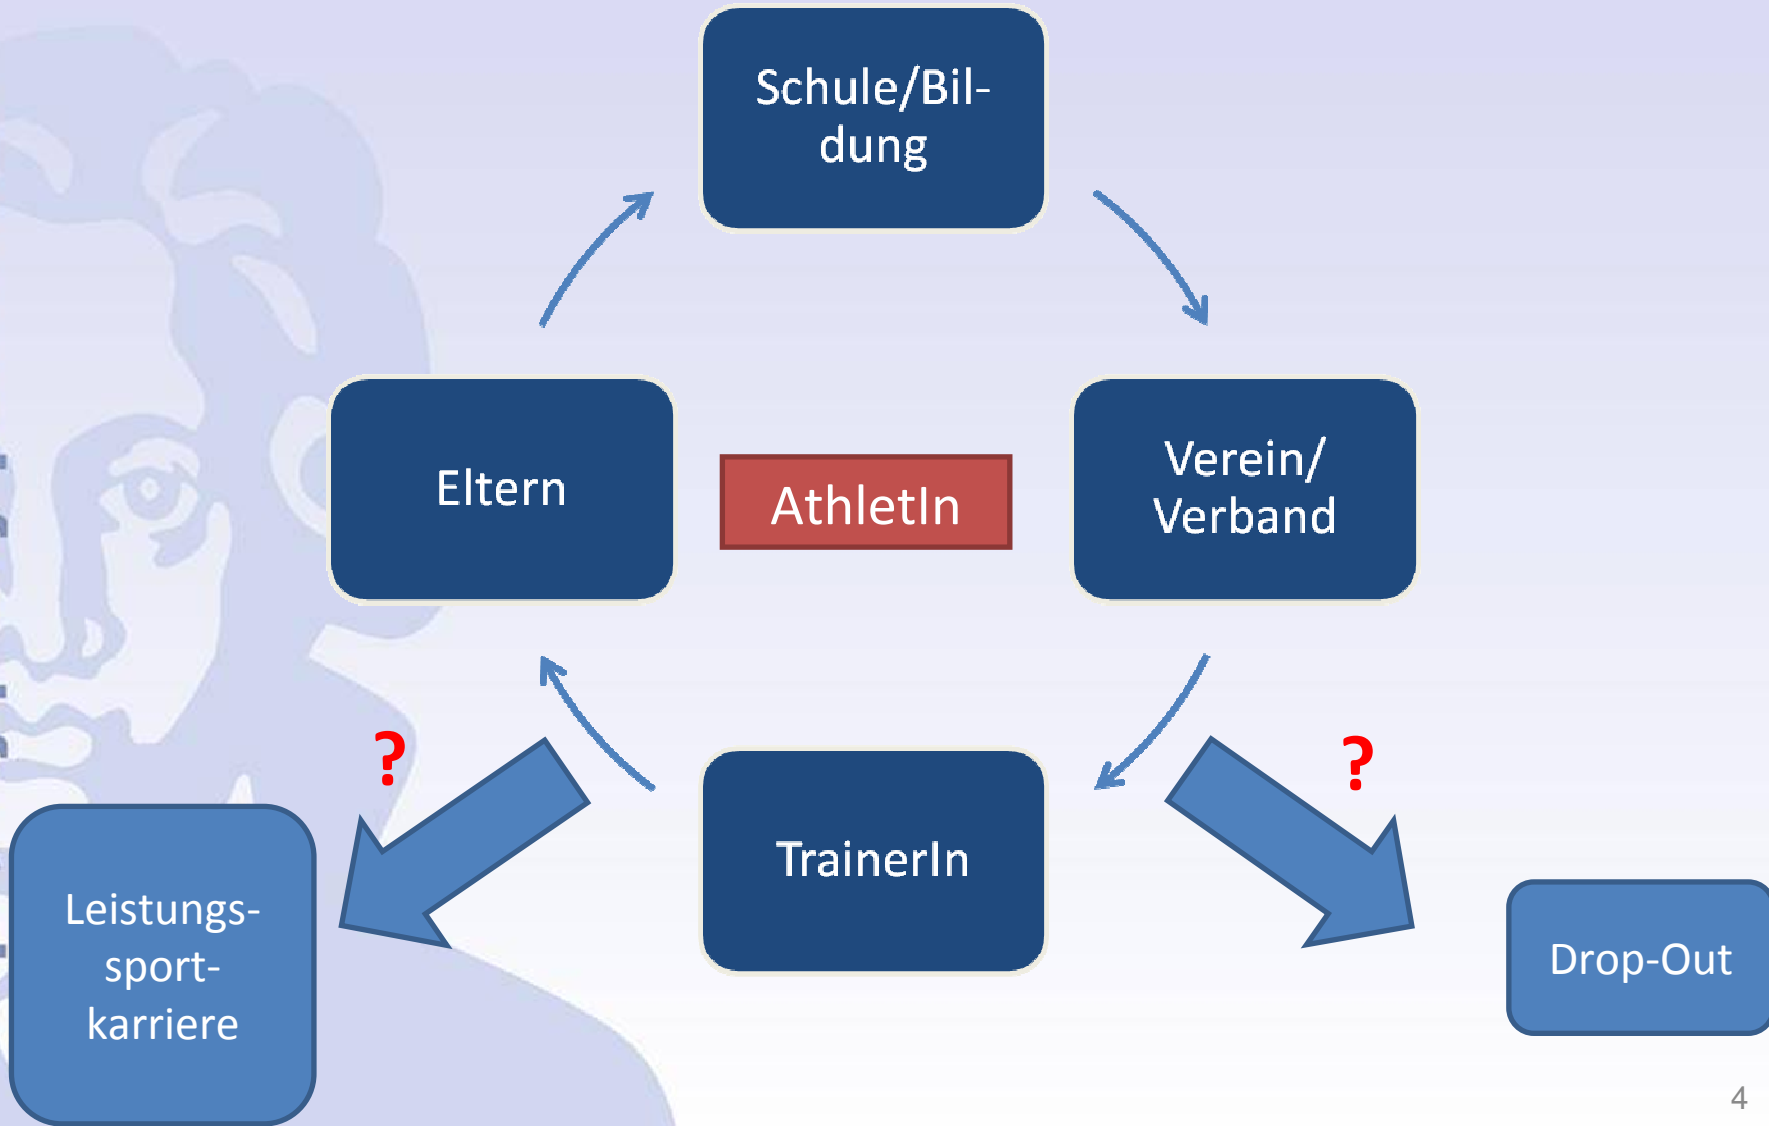 Schule/Bil-
dung
Eltern
AthletIn
Verein/
Verband
?
?
TrainerIn
Leistungs-
sport-
karriere
Drop-Out
4